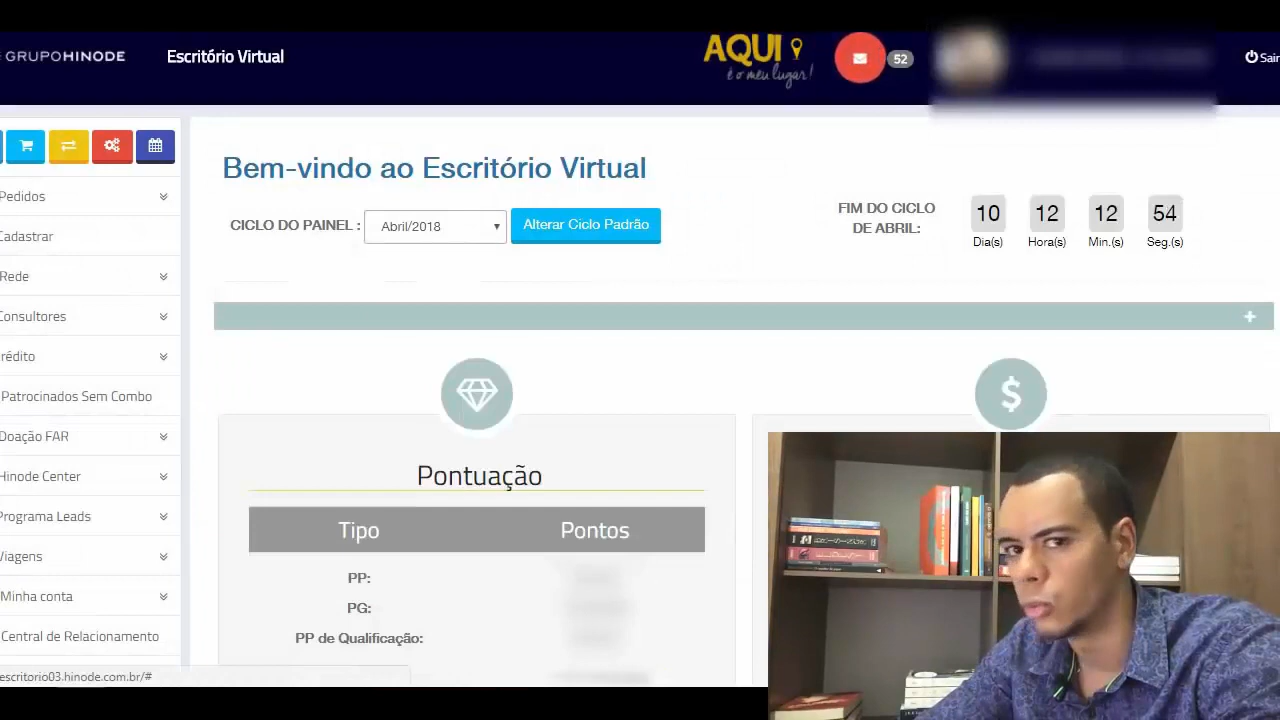 GRUPOHINODE
Escritório Virtual
AQUI
é o meu lugar!
52
Sair
Pedidos
Cadastrar
Rede
Consultores
rédito
Patrocinados Sem Combo
Doação FAR
Hinode Center
Programa Leads
Viagens
Minha conta
Central de Relacionamento
escritorio03.hinode.com.br/#
Bem-vindo ao Escritório Virtual
CICLO DO PAINEL :
Abril/2018
Alterar Ciclo Padrão
FIM DO CICLO
DE ABRIL:
10 12 12 54
Dia(s) Hora(s) Min.(s) Seg.(s)
+
$
Pontuação
Tipo Pontos
PP:
PG:
PP de Qualificação: